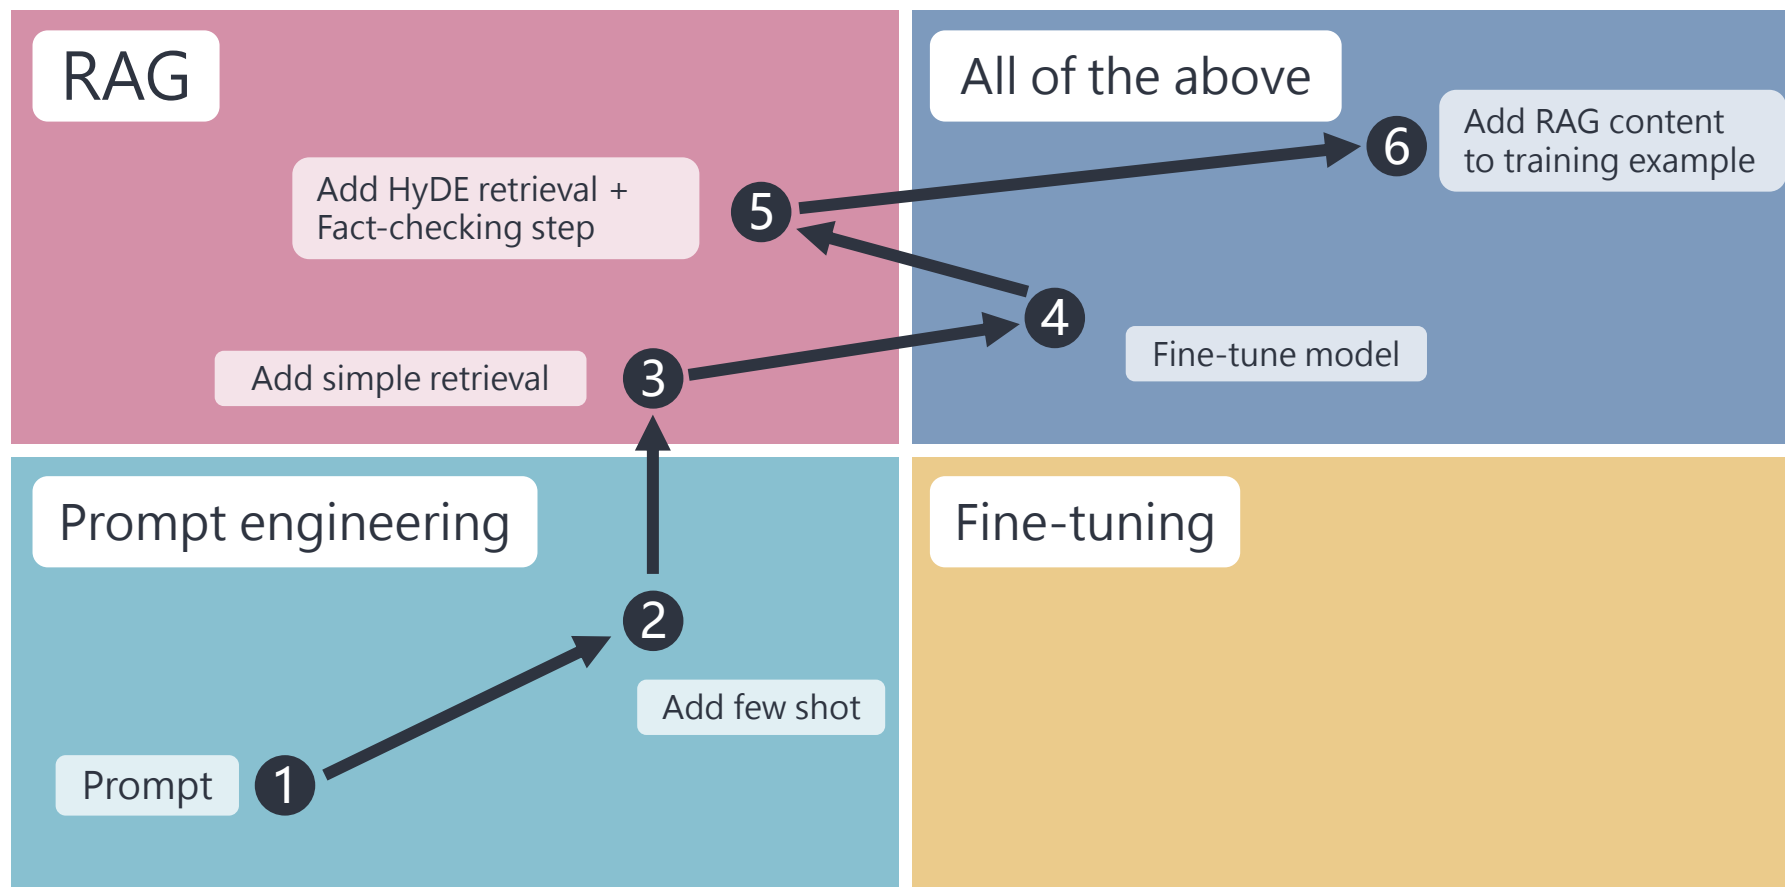 RAG
Add HyDE retrieval +
Fact-checking step
5
Add simple retrieval
3
All of the above
6
Add RAG content
to training example
4
Fine-tune model
Prompt engineering
2
Add few shot
Prompt
1
Fine-tuning